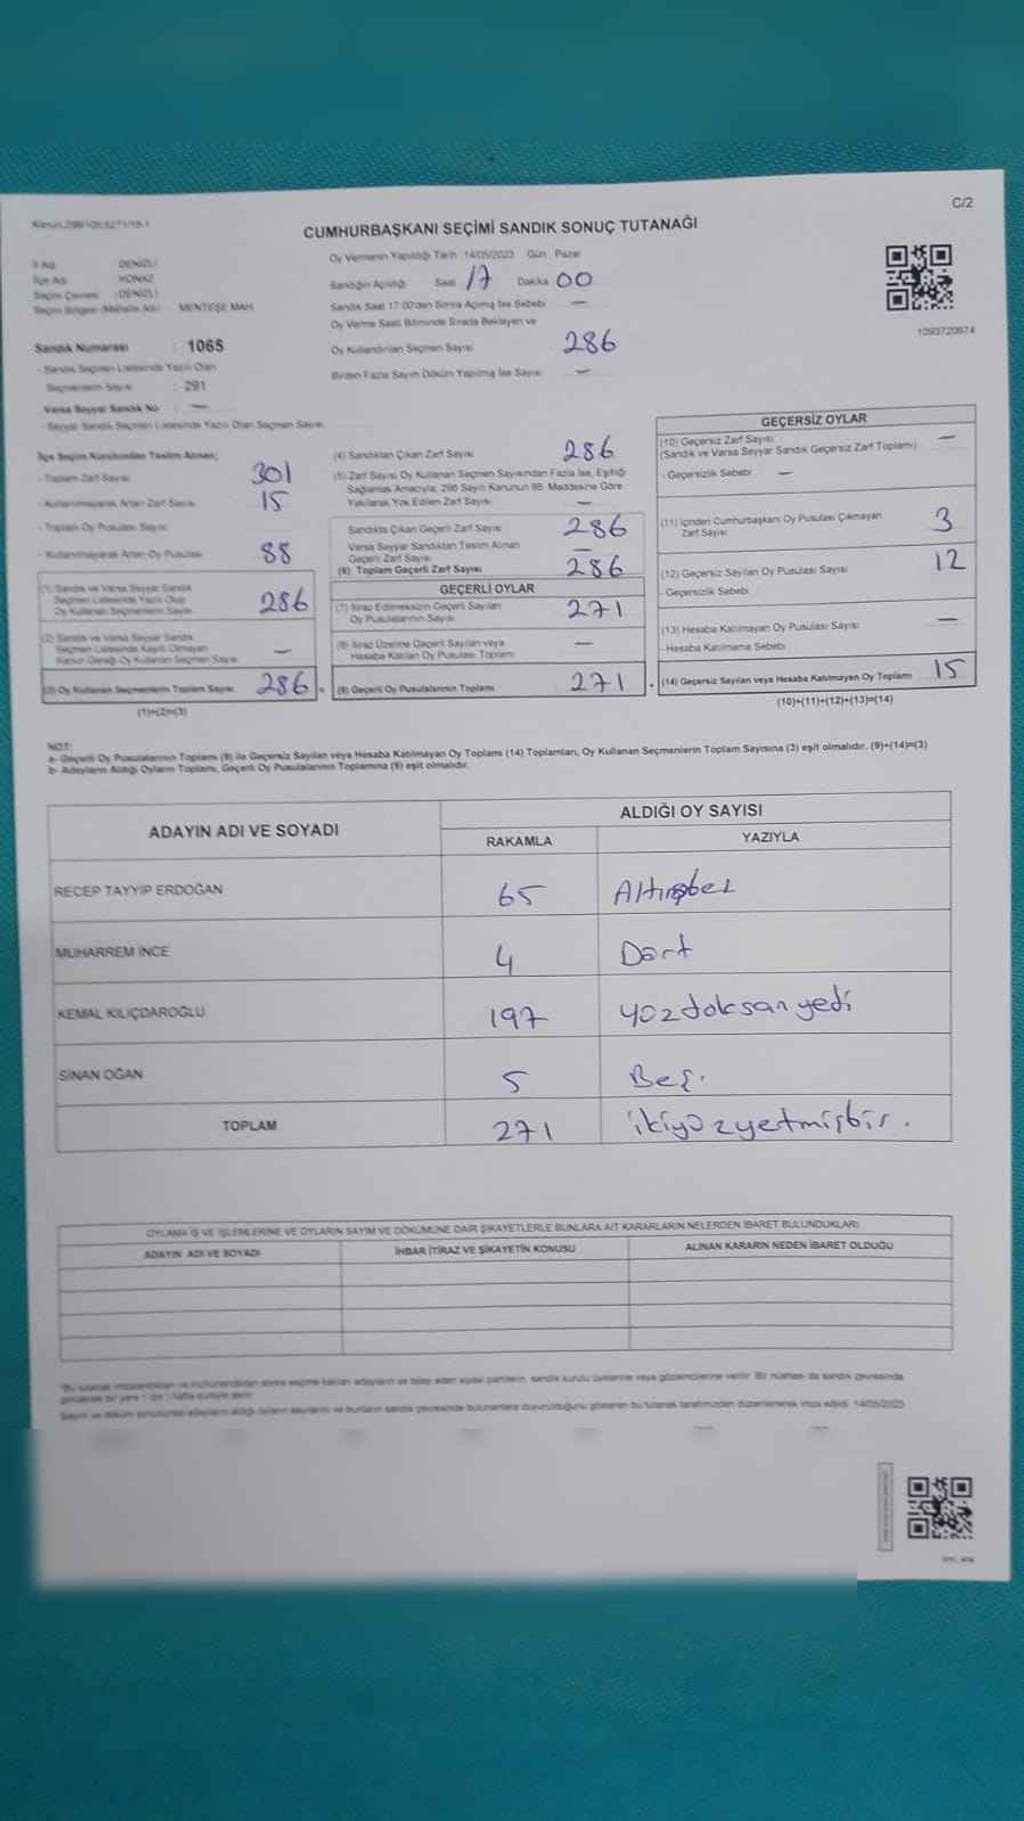 C/2
CUMHURBAŞKANI SEÇİMİ SANDIK SONUÇ TUTANAĞI
Oy Vermenin Yapıldığı Tarih 14/05/2023 Gün: Pazar
İl Adı DENİZLİ
İlçe Adı HONAZ
Seçim Çevresi DENİZLİ
Seçim Bölgesi (Mahalle Adı) MENTEŞE MAH.
Sandığın Açıldığı Saat 17 Dakika 00
Sandık Saat 17:00'den Sonra Açılmış İse Sebebi —
Oy Verme Saati Bitiminde Sırada Bekleyen ve
Oy Kullandırılan Seçmen Sayısı 286
Birden Fazla Sayım Döküm Yapılmış İse Sayısı —
1093720674
Sandık Numarası : 1065
- Sandık Seçmen Listesinde Yazılı Olan
Seçmenlerin Sayısı : 291
Varsa Seyyar Sandık No : —
- Seyyar Sandık Seçmen Listesinde Yazılı Olan Seçmen Sayısı
İlçe Seçim Kurulundan Teslim Alınan;
- Toplam Zarf Sayısı 301
- Kullanılmayarak Artan Zarf Sayısı 15
- Toplam Oy Pusulası Sayısı
- Kullanılmayarak Artan Oy Pusulası 88
(1) Sandık ve Varsa Seyyar Sandık
Seçmen Listesinde Yazılı Olup
Oy Kullanan Seçmenlerin Sayısı 286
(2) Sandık ve Varsa Seyyar Sandık
Seçmen Listesinde Kayıtlı Olmayan
Kanun Gereği Oy Kullanan Seçmenlerin Sayısı —
(3) Oy Kullanan Seçmenlerin Toplam Sayısı 286
(1)+(2)=(3)
(4) Sandıktan Çıkan Zarf Sayısı 286
(5) Zarf Sayısı Oy Kullanan Seçmen Sayısından Fazla İse, Eşitliği
Sağlamak Amacıyla, 298 Sayılı Kanunun 98. Maddesine Göre
Yakılarak Yok Edilen Zarf Sayısı —
Sandıkta Çıkan Geçerli Zarf Sayısı 286
Varsa Seyyar Sandıktan Teslim Alınan
Geçerli Zarf Sayısı —
(6) Toplam Geçerli Zarf Sayısı 286
GEÇERLİ OYLAR
(7) İtiraz Edilmeksizin Geçerli Sayılan
Oy Pusulalarının Sayısı 271
(8) İtiraz Üzerine Geçerli Sayılan veya
Hesaba Katılan Oy Pusulası Toplamı —
(9) Geçerli Oy Pusulalarının Toplamı 271
GEÇERSİZ OYLAR
(10) Geçersiz Zarf Sayısı —
(Sandık ve Varsa Seyyar Sandık Geçersiz Zarf Toplamı)
- Geçersizlik Sebebi —
(11) İçinden Cumhurbaşkanı Oy Pusulası Çıkmayan
Zarf Sayısı 3
(12) Geçersiz Sayılan Oy Pusulası Sayısı 12
- Geçersizlik Sebebi
(13) Hesaba Katılmayan Oy Pusulası Sayısı —
- Hesaba Katılmama Sebebi
(14) Geçersiz Sayılan veya Hesaba Katılmayan Oy Toplamı 15
(10)+(11)+(12)+(13)=(14)
NOT:
a- Geçerli Oy Pusulalarının Toplamı (9) ile Geçersiz Sayılan veya Hesaba Katılmayan Oy Toplamı (14) Toplamları, Oy Kullanan Seçmenlerin Toplam Sayısına (3) eşit olmalıdır. (9)+(14)=(3)
b- Adayların Aldığı Oyların Toplamı, Geçerli Oy Pusulalarının Toplamına (9) eşit olmalıdır.
ADAYIN ADI VE SOYADI
ALDIĞI OY SAYISI
RAKAMLA YAZIYLA
RECEP TAYYİP ERDOĞAN 65 Altmışbeş
MUHARREM İNCE 4 Dört
KEMAL KILIÇDAROĞLU 197 yüzdoksanyedi
SİNAN OĞAN 5 Beş.
TOPLAM 271 ikiyüzyetmişbir.
OYLAMA İŞ VE İŞLEMLERİNE VE OYLARIN SAYIM VE DÖKÜMÜNE DAİR ŞİKAYETLERLE BUNLARA AİT KARARLARIN NELERDEN İBARET BULUNDUKLARI
ADAYIN ADI VE SOYADI İHBAR İTİRAZ VE ŞİKAYETİN KONUSU ALINAN KARARIN NEDEN İBARET OLDUĞU